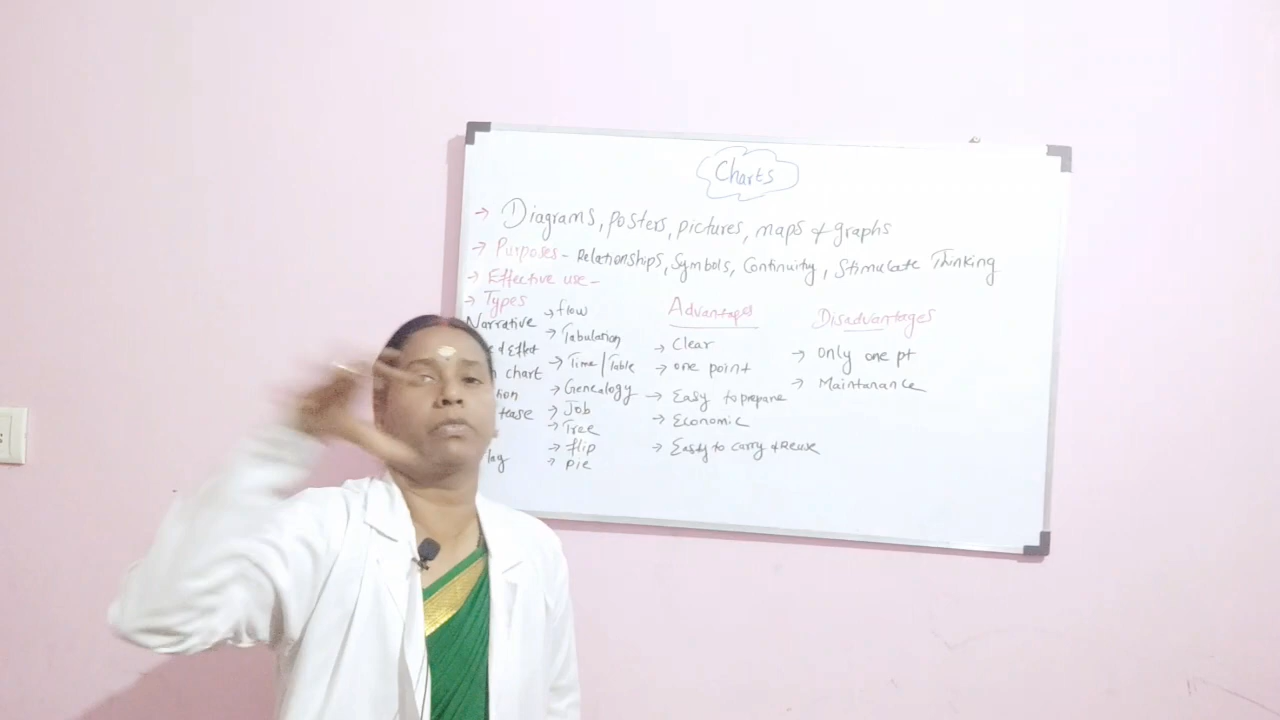 Charts
→ Diagrams, posters, pictures, maps & graphs
→ Purposes - Relationships, Symbols, Continuity, Stimulate Thinking
→ Effective use -
→ Types
Narrative
& Effect
chart
→ flow
→ Tabulation
→ Time/Table
→ Genealogy
→ Job
→ Tree
→ flip
→ pie
Advantages
→ Clear
→ one point
→ Easy to prepare
→ Economic
→ Easy to carry & Reuse
Disadvantages
→ Only one pt
→ Maintanance